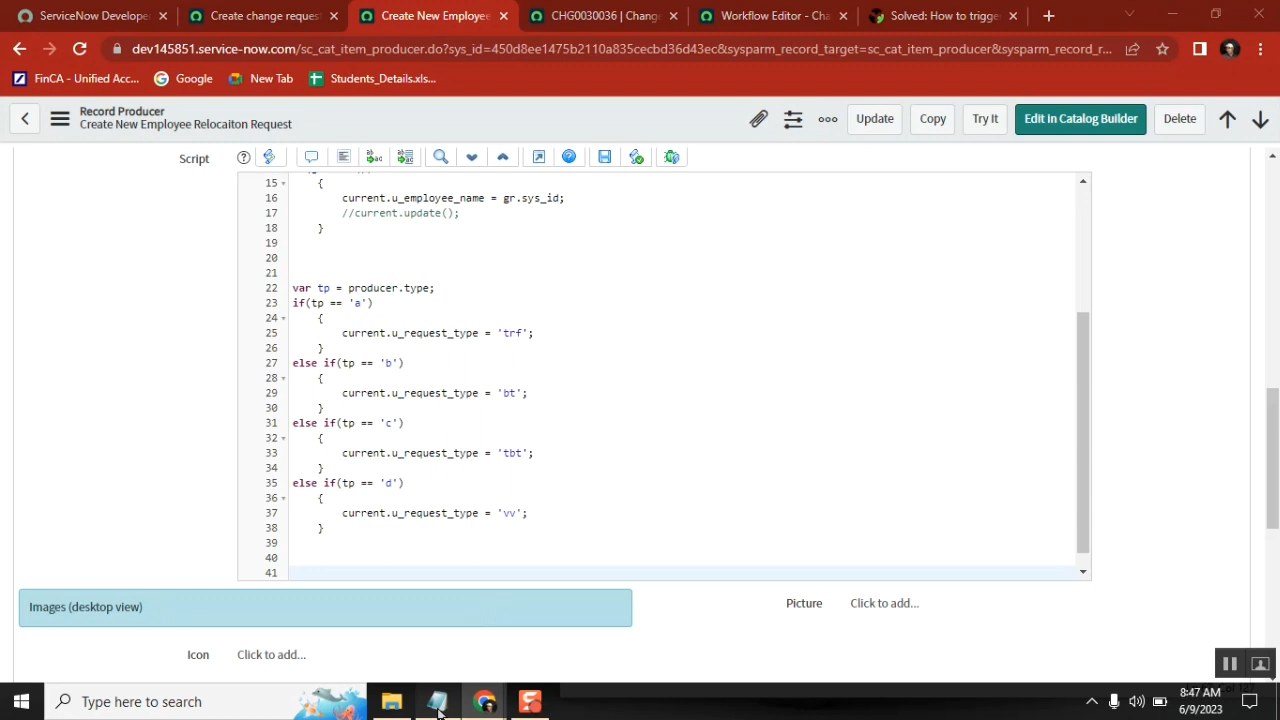 ServiceNow Develope
Create change reques
Create New Employee
CHG0030036 | Chang
Workflow Editor - Cha
Solved: How to trigge
dev145851.service-now.com/sc_cat_item_producer.do?sys_id=450d8ee1475b2110a835cecbd36d43ec&sysparm_record_target=sc_cat_item_producer&sysparm_record_r...
FinCA - Unified Acc...
Google
New Tab
Students_Details.xls...
Record Producer
Create New Employee Relocaiton Request
Update
Copy
Try It
Edit in Catalog Builder
Delete
Script
15 {
16 current.u_employee_name = gr.sys_id;
17 //current.update();
18 }
19
20
21
22 var tp = producer.type;
23 if(tp == 'a')
24 {
25 current.u_request_type = 'trf';
26 }
27 else if(tp == 'b')
28 {
29 current.u_request_type = 'bt';
30 }
31 else if(tp == 'c')
32 {
33 current.u_request_type = 'tbt';
34 }
35 else if(tp == 'd')
36 {
37 current.u_request_type = 'vv';
38 }
39
40
41
Images (desktop view)
Picture
Click to add...
Icon
Click to add...
Type here to search
8:47 AM
6/9/2023